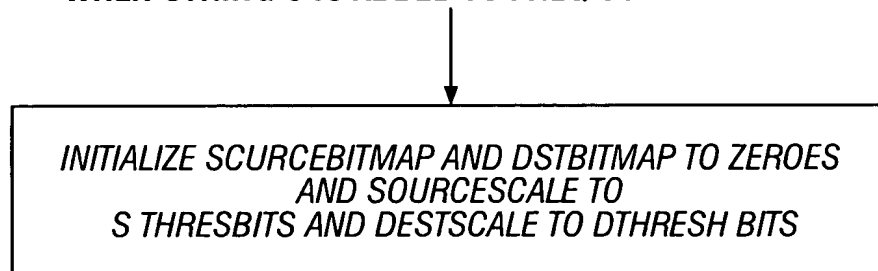 INITIALIZE SCURCEBITMAP AND DSTBITMAP TO ZEROES
AND SOURCESCALE TO
S THRESBITS AND DESTSCALE TO DTHRESH BITS